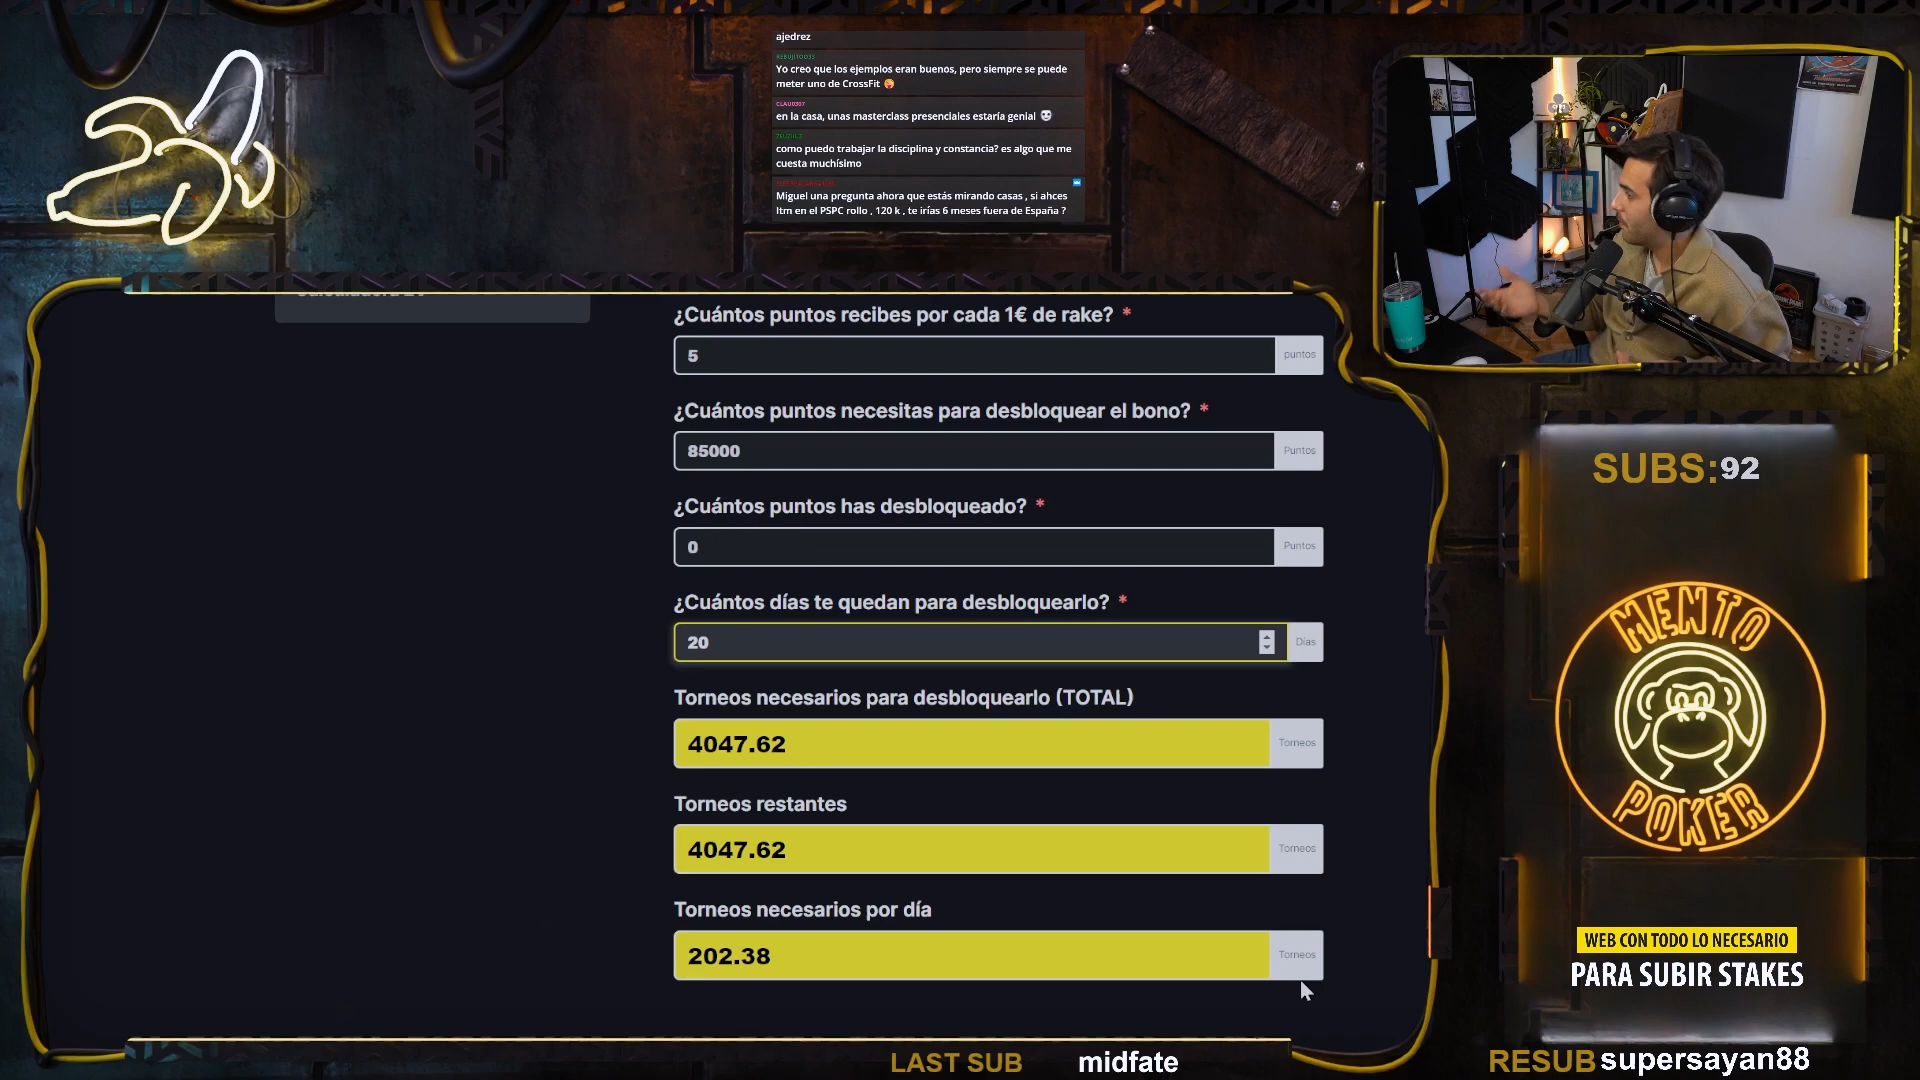 ajedrez
Yo creo que los ejemplos eran buenos, pero siempre se puede
meter uno de CrossFit
CLAU0307
en la casa, unas masterclass presenciales estaría genial
como puedo trabajar la disciplina y constancia? es algo que me
cuesta muchísimo
Miguel una pregunta ahora que estás mirando casas , si ahces
ltm en el PSPC rollo , 120 k , te irías 6 meses fuera de España ?
¿Cuántos puntos recibes por cada 1€ de rake? *
5 puntos
¿Cuántos puntos necesitas para desbloquear el bono? *
85000 Puntos
¿Cuántos puntos has desbloqueado? *
0 Puntos
¿Cuántos días te quedan para desbloquearlo? *
20 Días
Torneos necesarios para desbloquearlo (TOTAL)
4047.62 Torneos
Torneos restantes
4047.62 Torneos
Torneos necesarios por día
202.38 Torneos
SUBS:92
MENTO
POKER
WEB CON TODO LO NECESARIO
PARA SUBIR STAKES
LAST SUB midfate
RESUB supersayan88